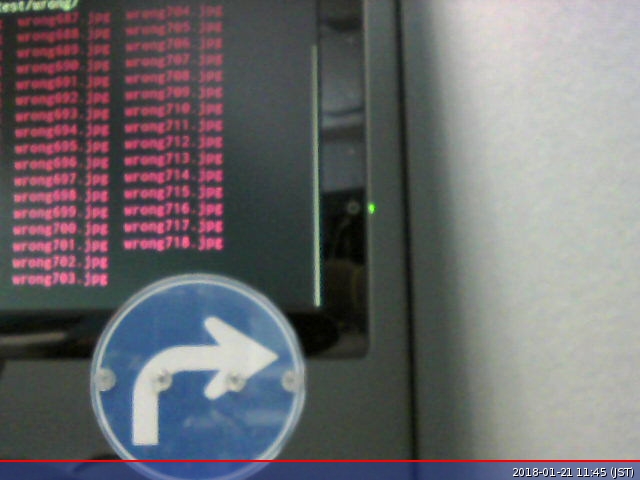 test/wrong/
wrong687.jpg wrong704.jpg
wrong688.jpg wrong705.jpg
wrong689.jpg wrong706.jpg
wrong690.jpg wrong707.jpg
wrong691.jpg wrong708.jpg
wrong692.jpg wrong709.jpg
wrong693.jpg wrong710.jpg
wrong694.jpg wrong711.jpg
wrong695.jpg wrong712.jpg
wrong696.jpg wrong713.jpg
wrong697.jpg wrong714.jpg
wrong698.jpg wrong715.jpg
wrong699.jpg wrong716.jpg
wrong700.jpg wrong717.jpg
wrong701.jpg wrong718.jpg
wrong702.jpg
wrong703.jpg
2018-01-21 11:45 (JST)